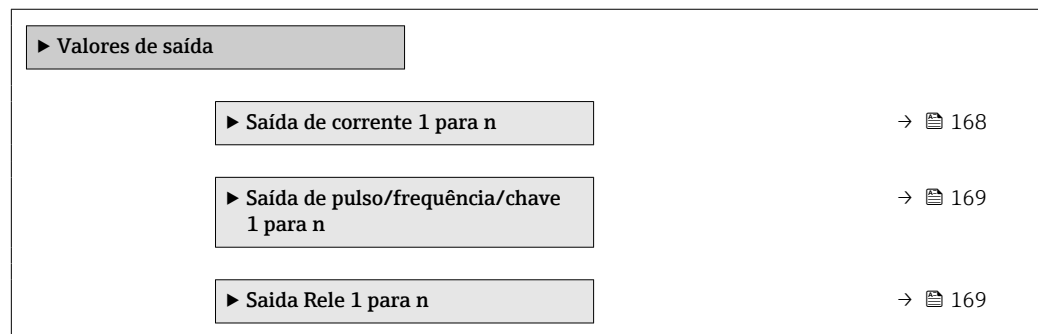 ▶ Valores de saída
▶ Saída de corrente 1 para n → 168
▶ Saída de pulso/frequência/chave
1 para n → 169
▶ Saida Rele 1 para n → 169